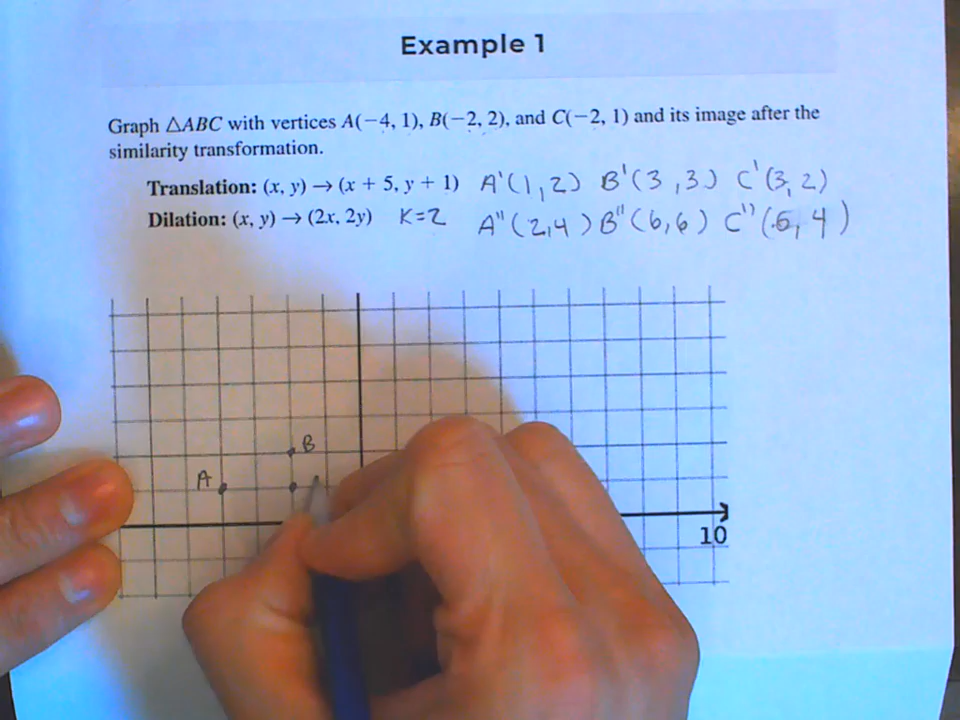 Example 1
Graph △ABC with vertices A(−4, 1), B(−2, 2), and C(−2, 1) and its image after the
similarity transformation.
Translation: (x, y) → (x + 5, y + 1) A'(1,2) B'(3,3) C'(3,2)
Dilation: (x, y) → (2x, 2y) K=2 A"(2,4) B"(6,6) C"(6,4)
B
A
10